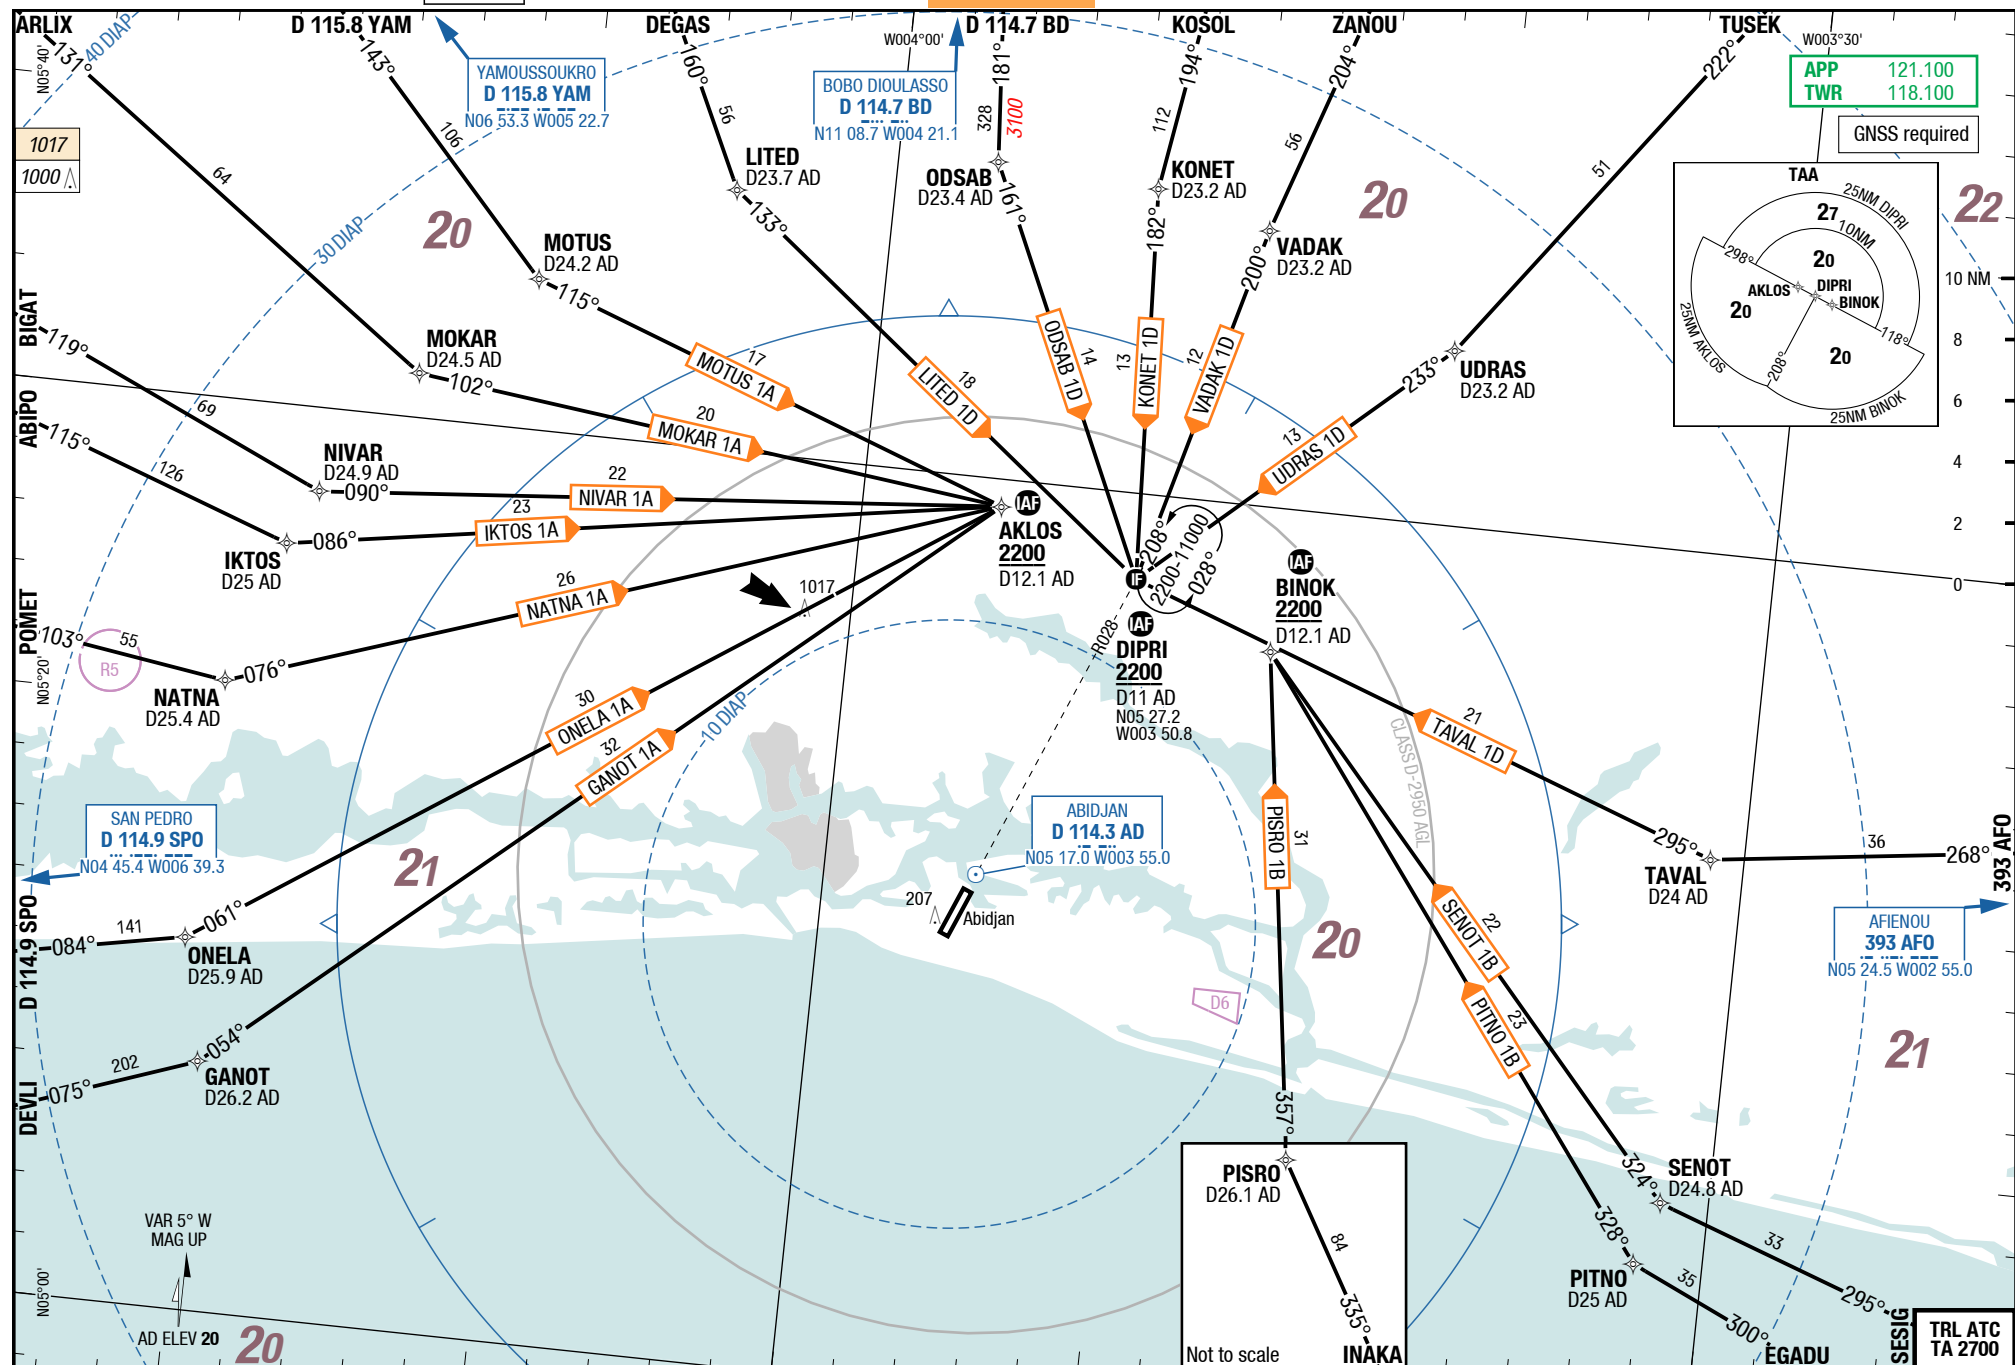 ARLIX
D 115.8 YAM
DEGAS
W004°00'
D 114.7 BD
KOSOL
ZANOU
TUSEK
W003°30'
N05°40'
131°
40 DIAP
143°
160°
181°
194°
204°
222°
YAMOUSSOUKRO
D 115.8 YAM
N06 53.3 W005 22.7
BOBO DIOULASSO
D 114.7 BD
N11 08.7 W004 21.1
APP 121.100
TWR 118.100
GNSS required
1017
1000
64
106
56
328
3100
112
56
51
LITED
D23.7 AD
ODSAB
D23.4 AD
KONET
D23.2 AD
VADAK
D23.2 AD
133°
161°
182°
200°
20
20
22
30 DIAP
MOTUS
D24.2 AD
115°
TAA
25NM DIPRI
27
10NM
20
298°
AKLOS
DIPRI
BINOK
20
118°
25NM AKLOS
208°
20
25NM BINOK
10 NM
8
6
4
2
0
BIGAT
119°
69
MOKAR
D24.5 AD
102°
17
MOTUS 1A
20
MOKAR 1A
18
LITED 1D
14
ODSAB 1D
13
KONET 1D
12
VADAK 1D
233°
UDRAS
D23.2 AD
13
UDRAS 1D
ABIPO
115°
126
NIVAR
D24.9 AD
090°
22
NIVAR 1A
23
IKTOS 1A
IKTOS
D25 AD
086°
26
NATNA 1A
IAF
AKLOS
2200
D12.1 AD
208°
2200-11000
028°
IF
IAF
DIPRI
2200
D11 AD
N05 27.2
W003 50.8
R028
IAF
BINOK
2200
D12.1 AD
1017
POMET
103°
55
R5
N05°20'
NATNA
D25.4 AD
076°
30
ONELA 1A
32
GANOT 1A
10 DIAP
CLASS D-2950 AGL
21
TAVAL 1D
295°
TAVAL
D24 AD
36
268°
393 AFO
SAN PEDRO
D 114.9 SPO
N04 45.4 W006 39.3
21
ABIDJAN
D 114.3 AD
N05 17.0 W003 55.0
31
PISRO 1B
207
Abidjan
22
SENOT 1B
23
PITNO 1B
20
AFIENOU
393 AFO
N05 24.5 W002 55.0
D 114.9 SPO
084°
141
061°
ONELA
D25.9 AD
D6
21
DEVLI
075°
202
054°
GANOT
D26.2 AD
357°
PISRO
D26.1 AD
84
335°
INAKA
Not to scale
324°
SENOT
D24.8 AD
33
295°
SESIG
328°
PITNO
D25 AD
35
300°
EGADU
VAR 5° W
MAG UP
N05°00'
AD ELEV 20
20
TRL ATC
TA 2700